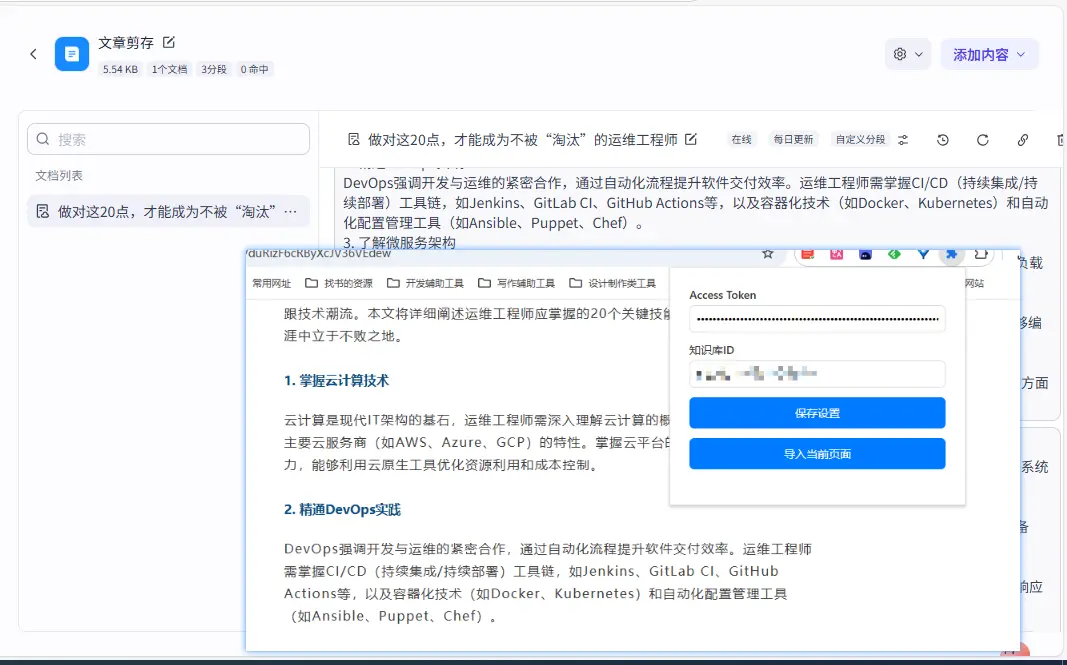 文章剪存
5.54 KB 1个文档 3分段 0 命中
添加内容
搜索
文档列表
做对这20点，才能成为不被“淘汰” ...
做对这20点，才能成为不被“淘汰”的运维工程师
在线 每日更新 自定义分段
DevOps强调开发与运维的紧密合作，通过自动化流程提升软件交付效率。运维工程师需掌握CI/CD（持续集成/持
续部署）工具链，如Jenkins、GitLab CI、GitHub Actions等，以及容器化技术（如Docker、Kubernetes）和自动
化配置管理工具（如Ansible、Puppet、Chef）。
3. 了解微服务架构
负载
够编
方面
系统
备
响应
/duRizF6cRByXcJV36VEdew
常用网址 找书的资源 开发辅助工具 写作辅助工具 设计制作类工具
网站
跟技术潮流。本文将详细阐述运维工程师应掌握的20个关键技能
涯中立于不败之地。
1. 掌握云计算技术
云计算是现代IT架构的基石，运维工程师需深入理解云计算的概
主要云服务商（如AWS、Azure、GCP）的特性。掌握云平台的
力，能够利用云原生工具优化资源利用和成本控制。
2. 精通DevOps实践
DevOps强调开发与运维的紧密合作，通过自动化流程提升软件交付效率。运维工程师
需掌握CI/CD（持续集成/持续部署）工具链，如Jenkins、GitLab CI、GitHub
Actions等，以及容器化技术（如Docker、Kubernetes）和自动化配置管理工具
（如Ansible、Puppet、Chef）。
Access Token
知识库ID
保存设置
导入当前页面